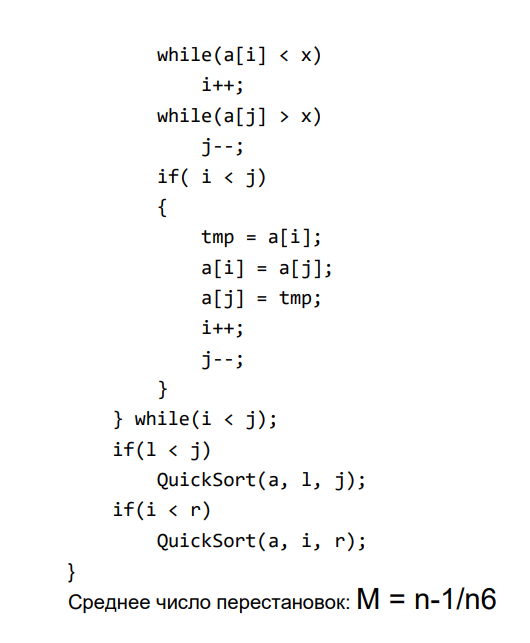 while(a[i] < x)
i++;
while(a[j] > x)
j--;
if( i < j)
{
tmp = a[i];
a[i] = a[j];
a[j] = tmp;
i++;
j--;
}
} while(i < j);
if(l < j)
QuickSort(a, l, j);
if(i < r)
QuickSort(a, i, r);
}
Среднее число перестановок: M = n-1/n6